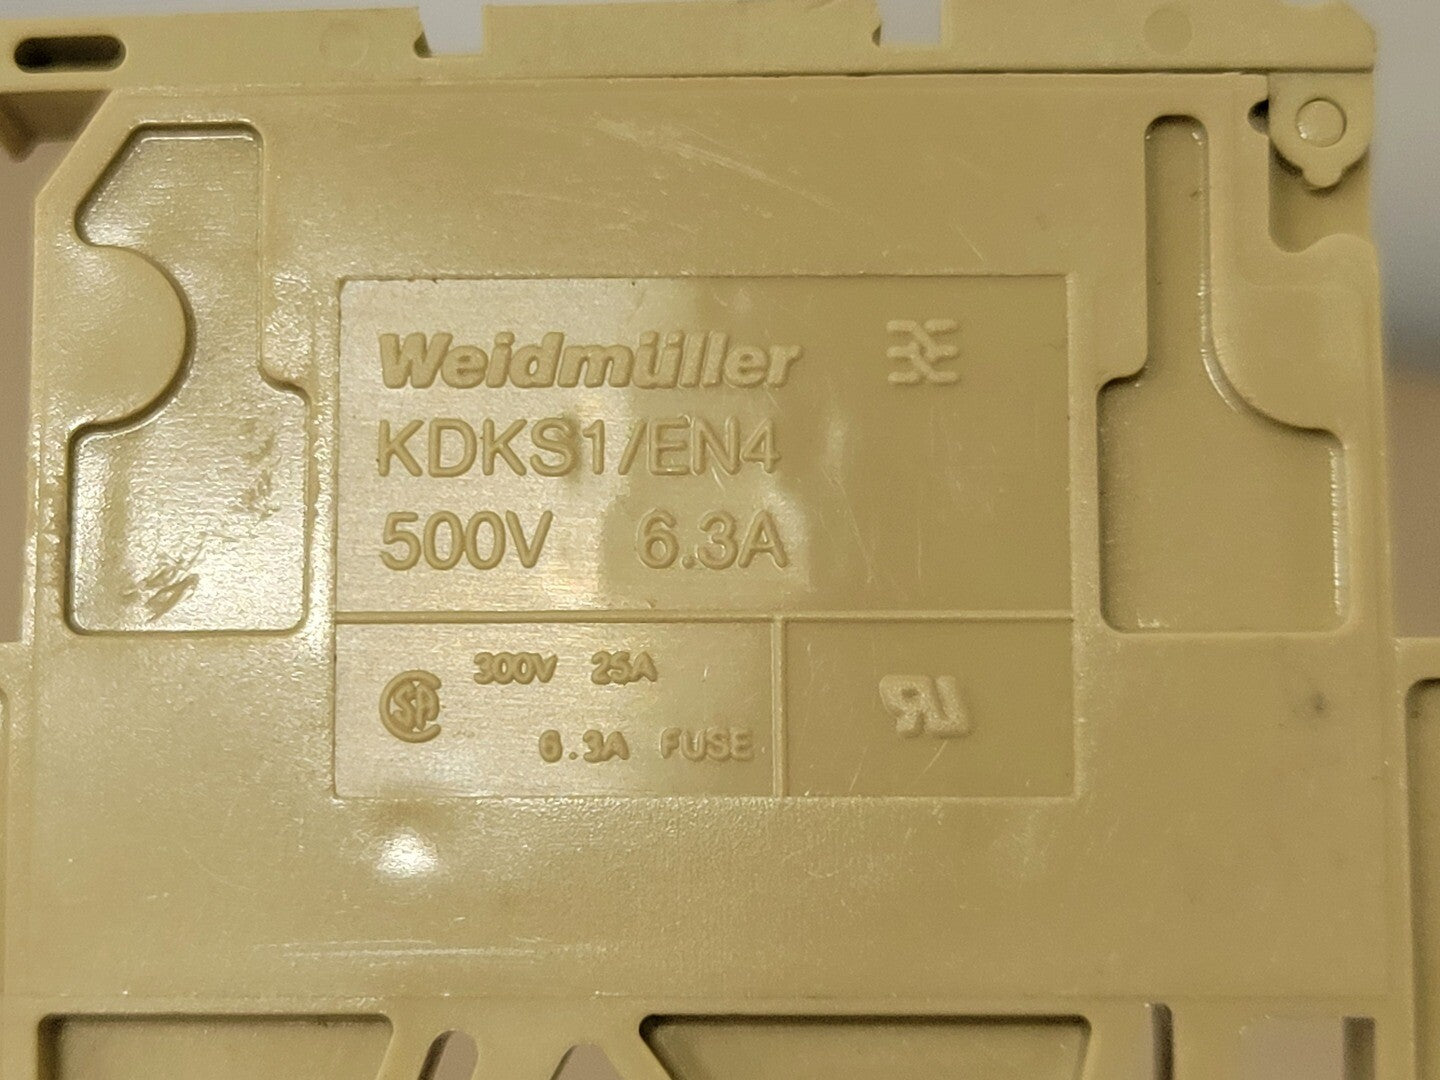 Weidmüller
KDKS1/EN4
500V 6.3A
300V 25A
6.3A FUSE